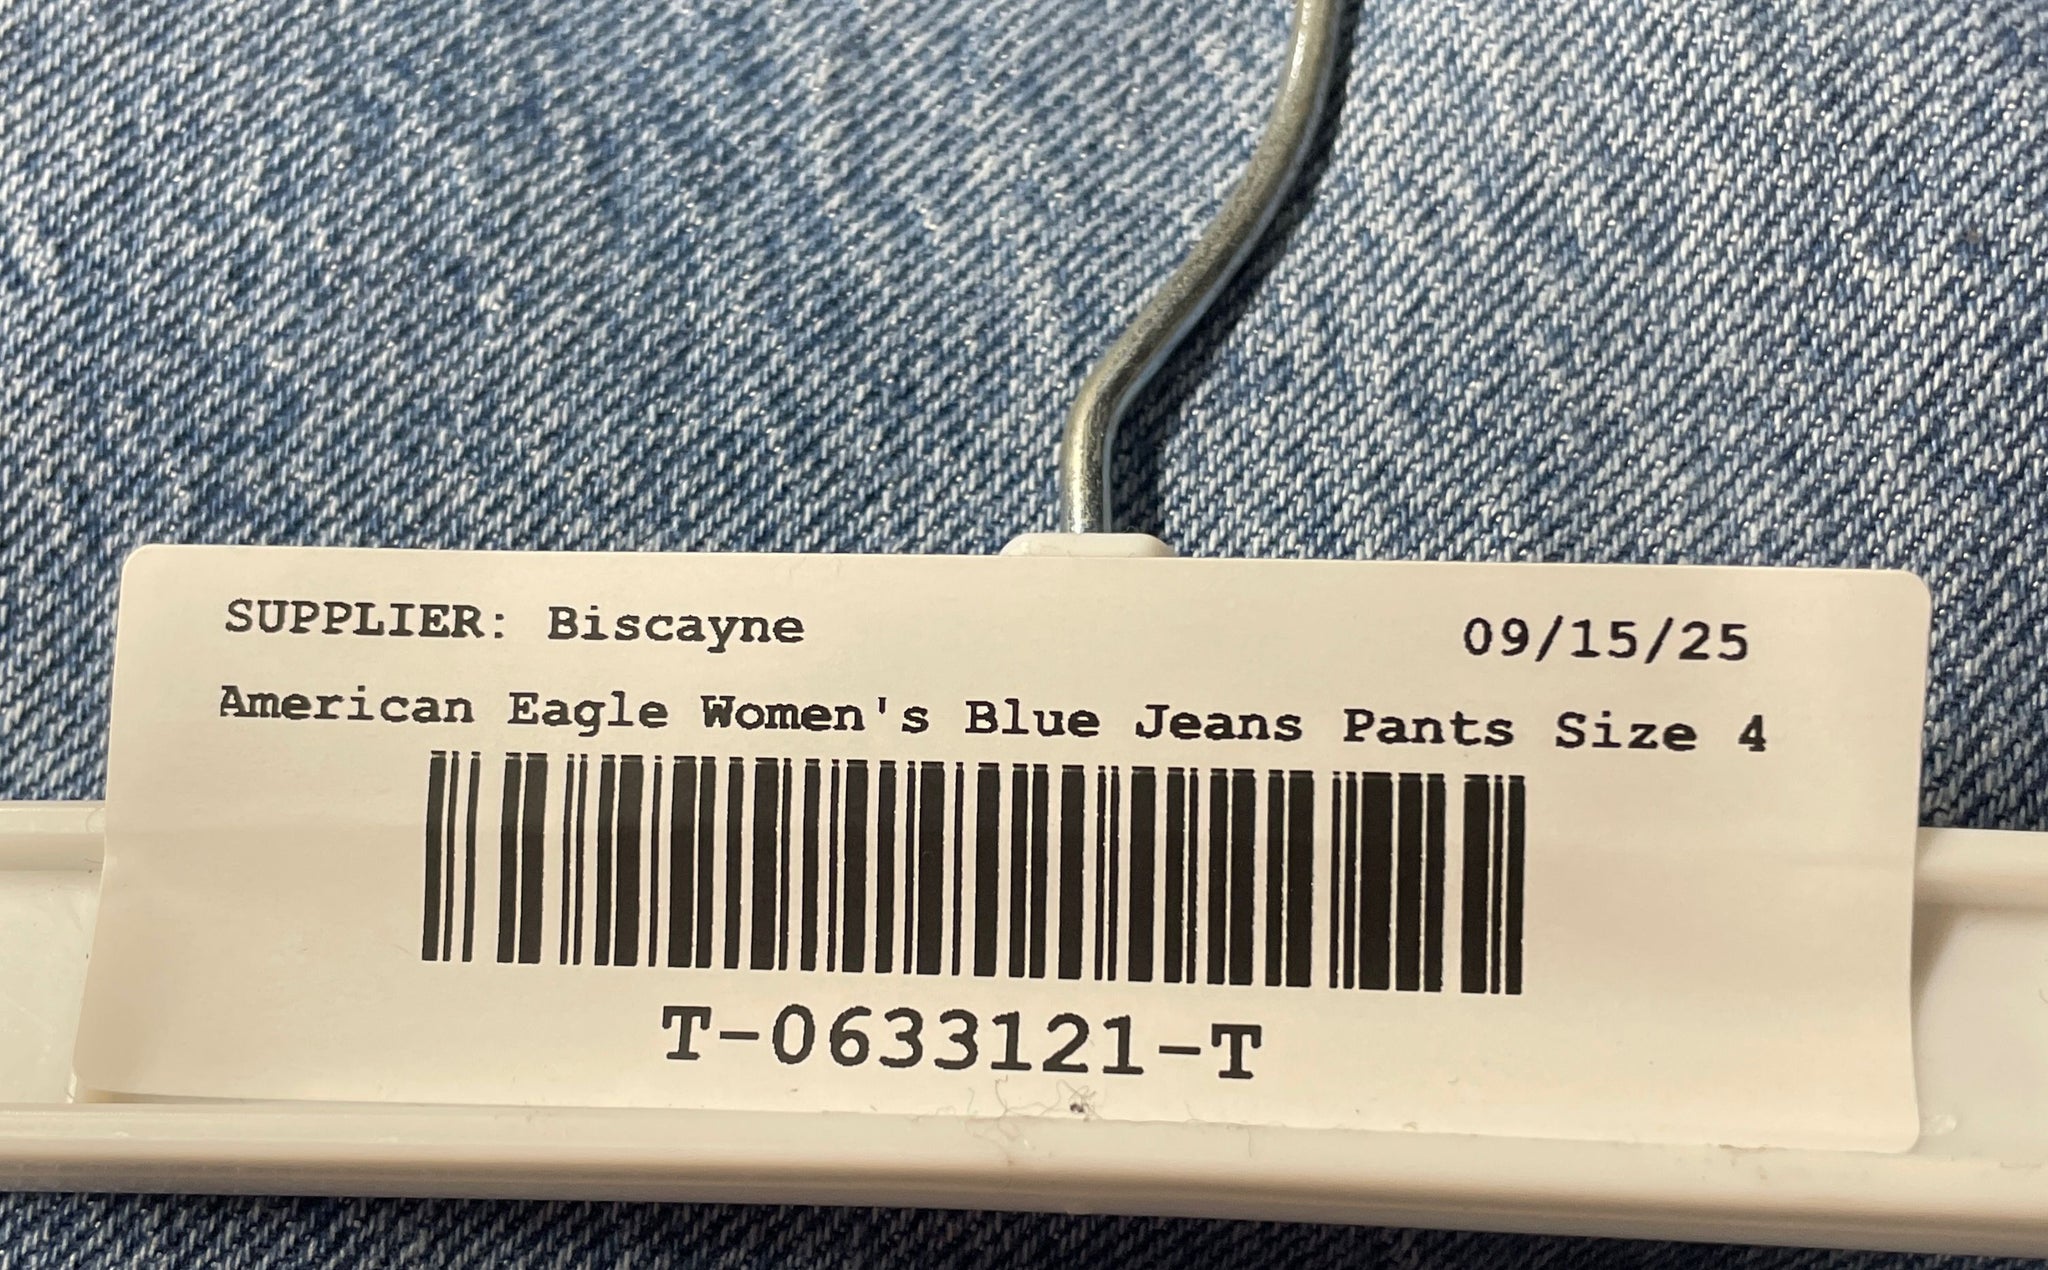 SUPPLIER: Biscayne 09/15/25
American Eagle Women's Blue Jeans Pants Size 4
T-0633121-T